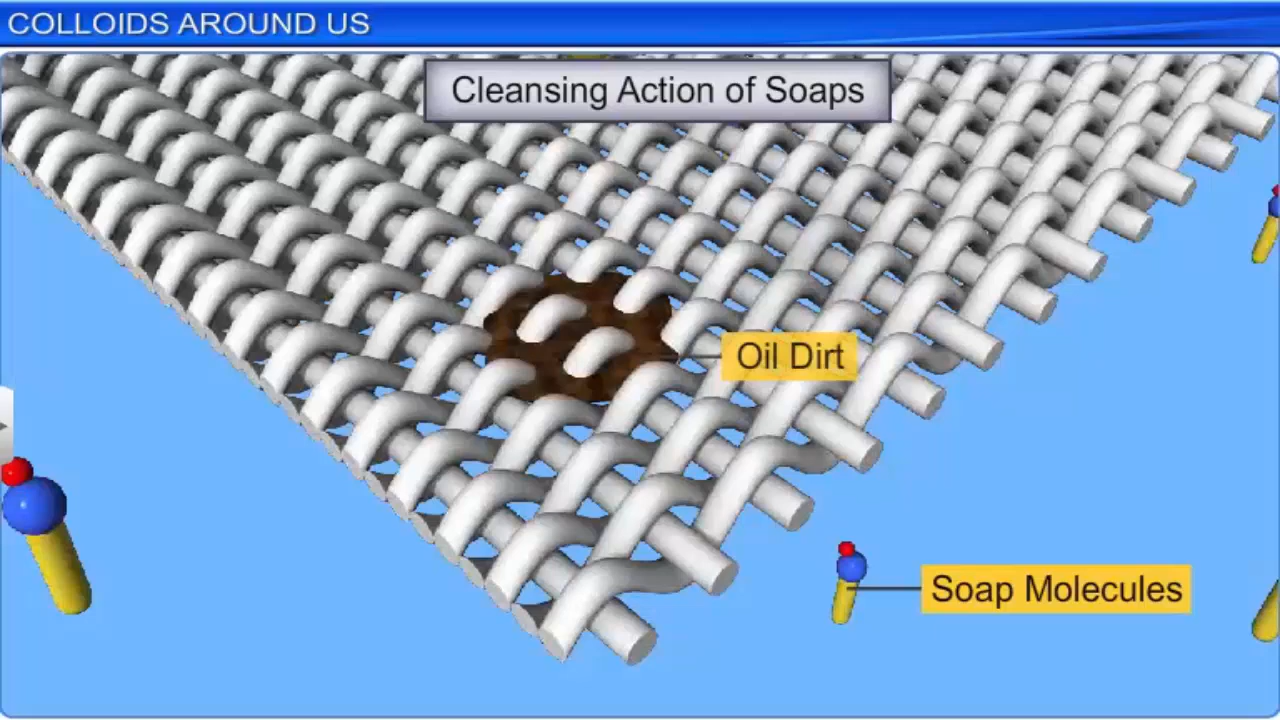 COLLOIDS AROUND US
Cleansing Action of Soaps
Oil Dirt
Soap Molecules